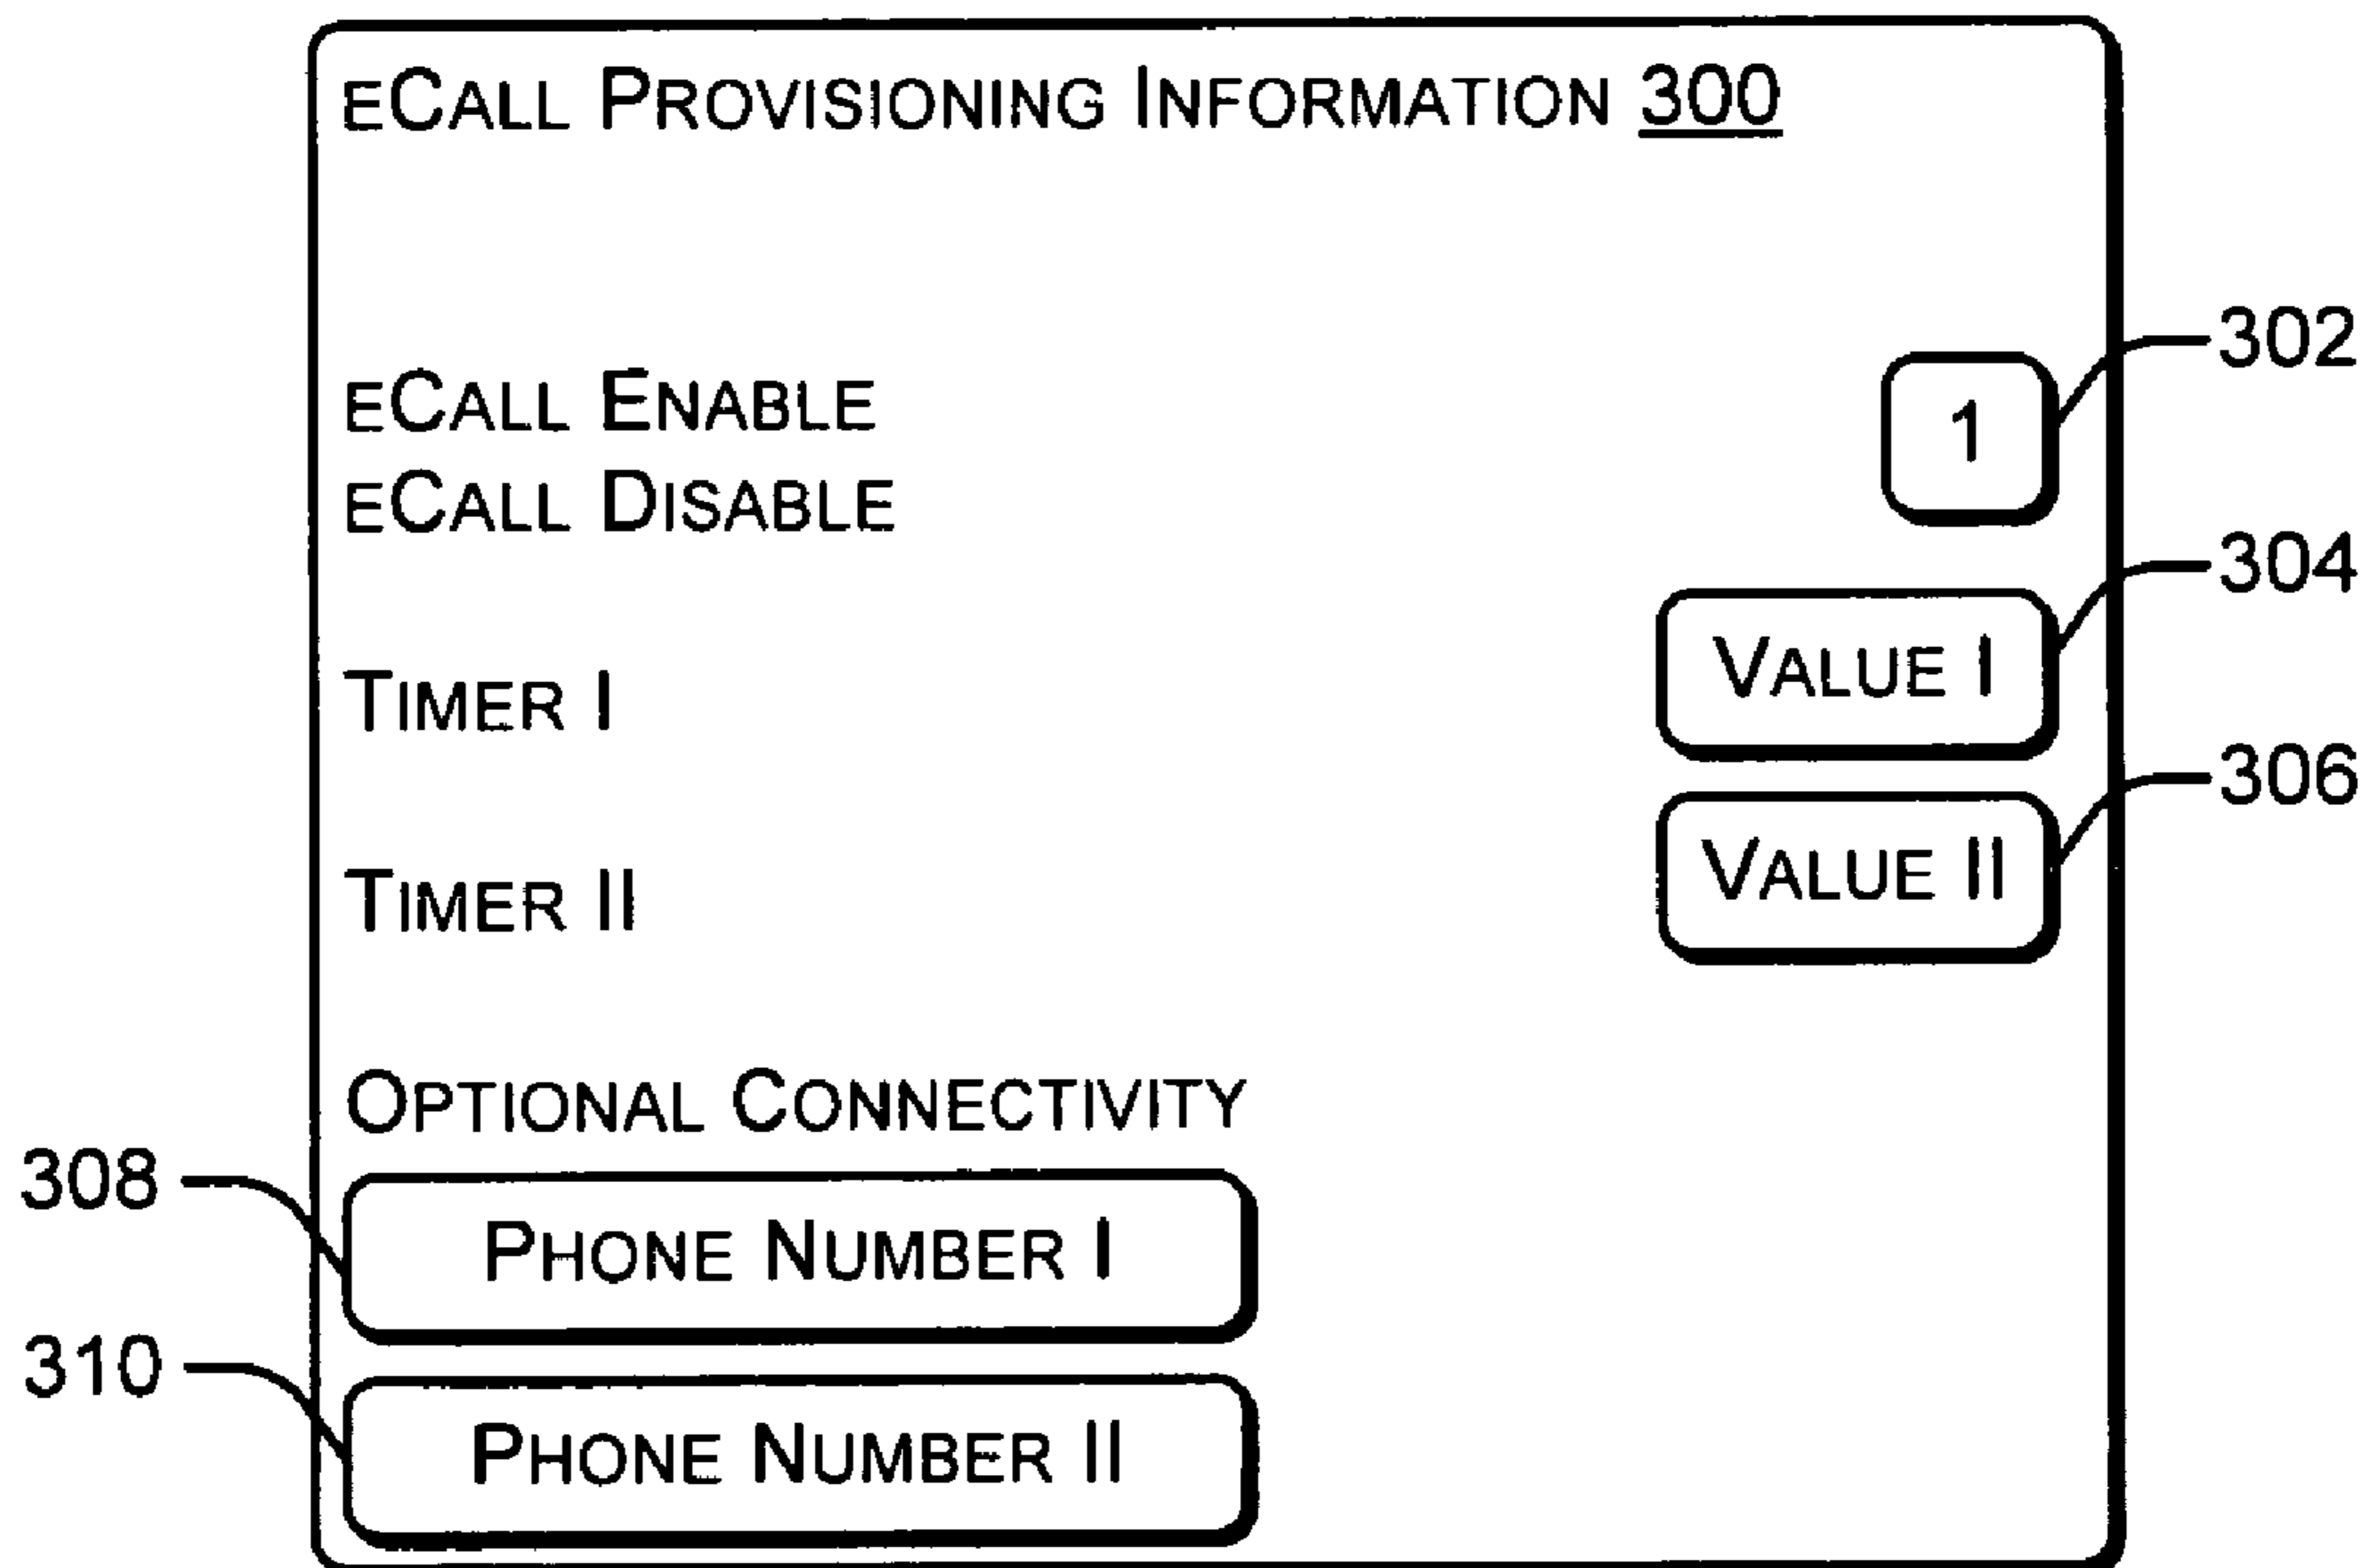 eCall Provisioning Information 300
302
eCall Enable
1
eCall Disable
304
Value I
Timer I
306
Value II
Timer II
Optional Connectivity
308
Phone Number I
310
Phone Number II